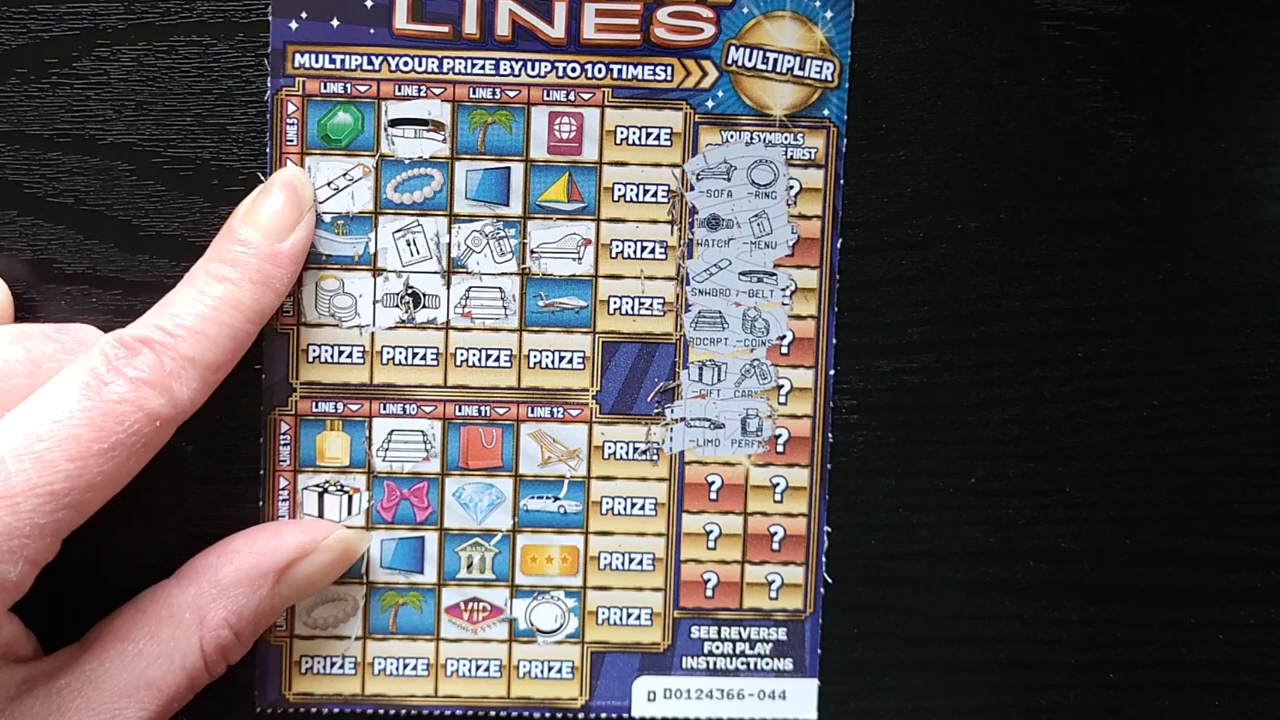 LINES
MULTIPLY YOUR PRIZE BY UP TO 10 TIMES!
MULTIPLIER
LINE 1 LINE 2 LINE 3 LINE 4
LINE 5
PRIZE
PRIZE
PRIZE
PRIZE
PRIZE PRIZE PRIZE PRIZE
YOUR SYMBOLS
FIRST
SOFA RING
WATCH MENU
SNWBRD BELT
RDCRPT COINS
GIFT CARK
LIMO PERFM
? ?
? ?
? ?
LINE 9 LINE 10 LINE 11 LINE 12
LINE 13
LINE 14
PRIZE
PRIZE
BANK
PRIZE
VIP
PRIZE
PRIZE PRIZE PRIZE PRIZE
SEE REVERSE
FOR PLAY
INSTRUCTIONS
D D0124366-044